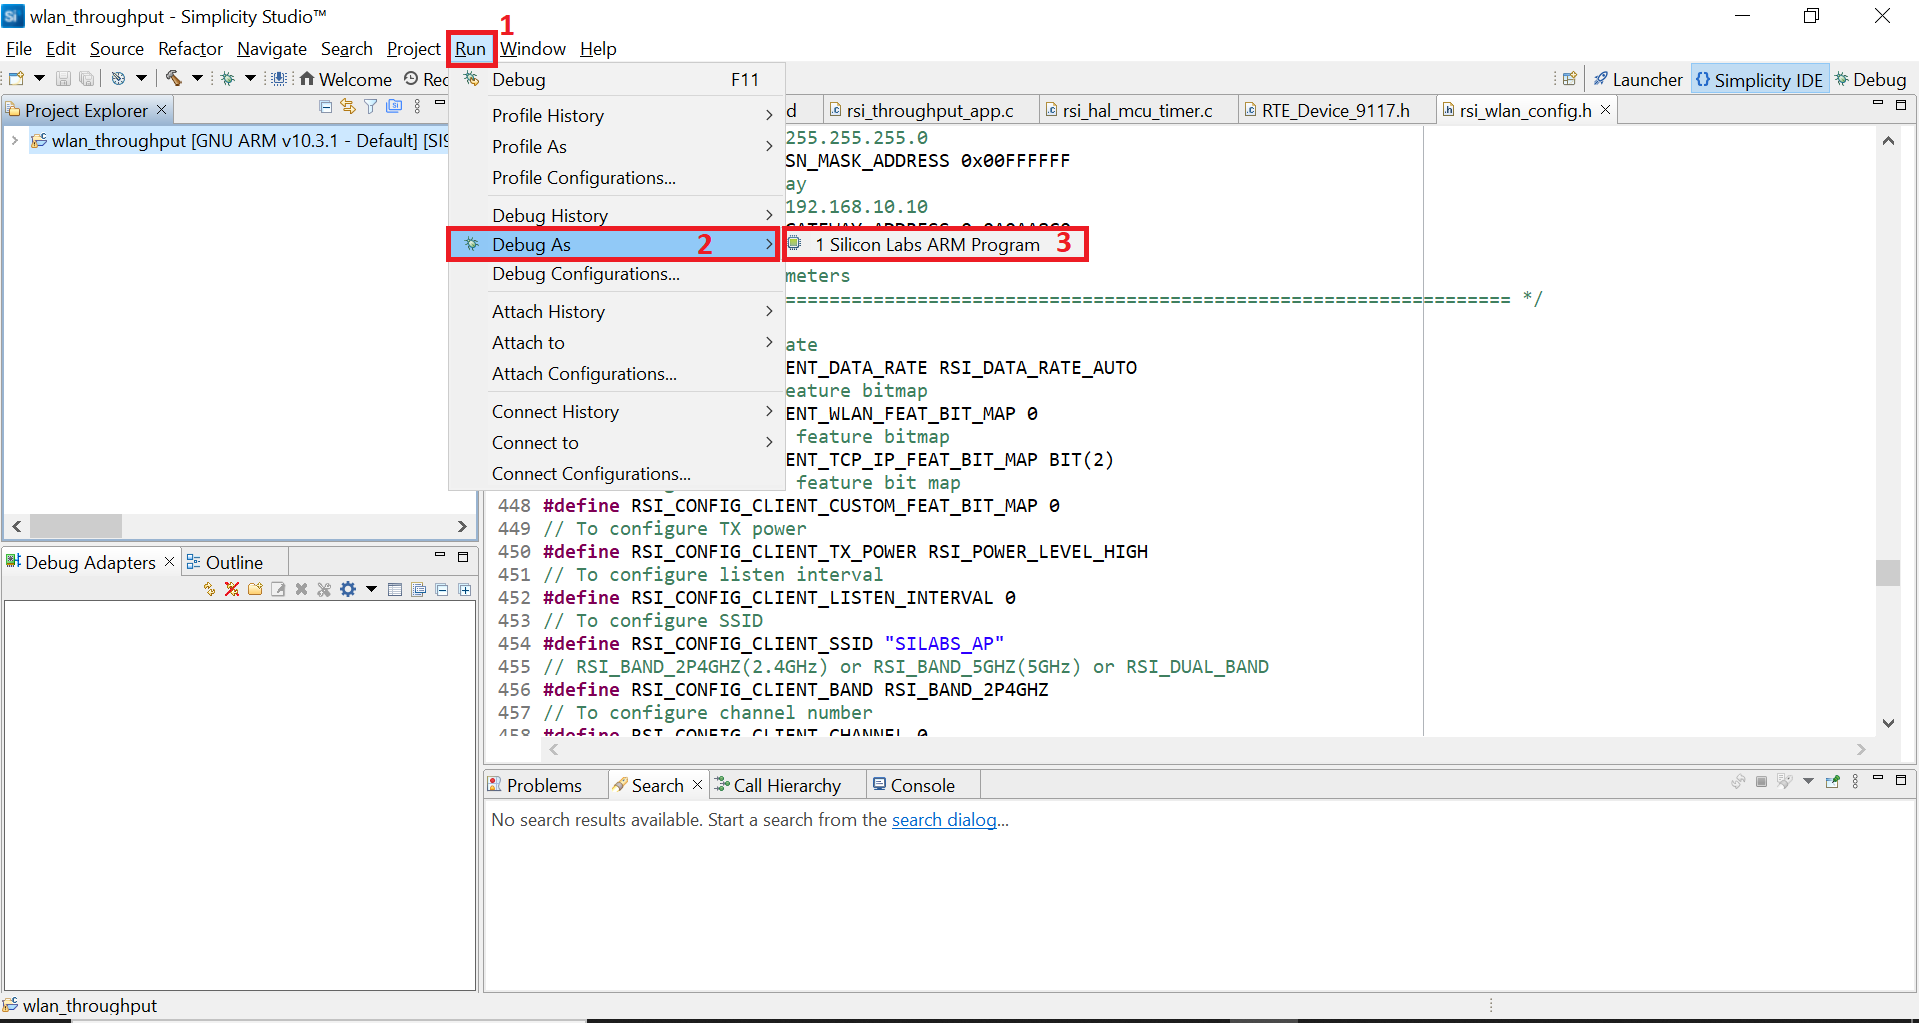 wlan_throughput - Simplicity Studio™
1
File Edit Source Refactor Navigate Search Project Run Window Help
Welcome Rec
Launcher Simplicity IDE Debug
Debug F11
Profile History
Profile As
Profile Configurations...
Debug History
Debug As 2
1 Silicon Labs ARM Program 3
Debug Configurations...
Attach History
Attach to
Attach Configurations...
Connect History
Connect to
Connect Configurations...
Project Explorer
wlan_throughput [GNU ARM v10.3.1 - Default] [SI9
d rsi_throughput_app.c rsi_hal_mcu_timer.c RTE_Device_9117.h rsi_wlan_config.h
255.255.255.0
SN_MASK_ADDRESS 0x00FFFFFF
ay
192.168.10.10
meters
======================================================================== */
ate
ENT_DATA_RATE RSI_DATA_RATE_AUTO
eature bitmap
ENT_WLAN_FEAT_BIT_MAP 0
feature bitmap
ENT_TCP_IP_FEAT_BIT_MAP BIT(2)
feature bit map
448 #define RSI_CONFIG_CLIENT_CUSTOM_FEAT_BIT_MAP 0
449 // To configure TX power
450 #define RSI_CONFIG_CLIENT_TX_POWER RSI_POWER_LEVEL_HIGH
451 // To configure listen interval
452 #define RSI_CONFIG_CLIENT_LISTEN_INTERVAL 0
453 // To configure SSID
454 #define RSI_CONFIG_CLIENT_SSID "SILABS_AP"
455 // RSI_BAND_2P4GHZ(2.4GHz) or RSI_BAND_5GHZ(5GHz) or RSI_DUAL_BAND
456 #define RSI_CONFIG_CLIENT_BAND RSI_BAND_2P4GHZ
457 // To configure channel number
458 #define RSI_CONFIG_CLIENT_CHANNEL 0
Debug Adapters Outline
Problems Search Call Hierarchy Console
No search results available. Start a search from the search dialog...
wlan_throughput